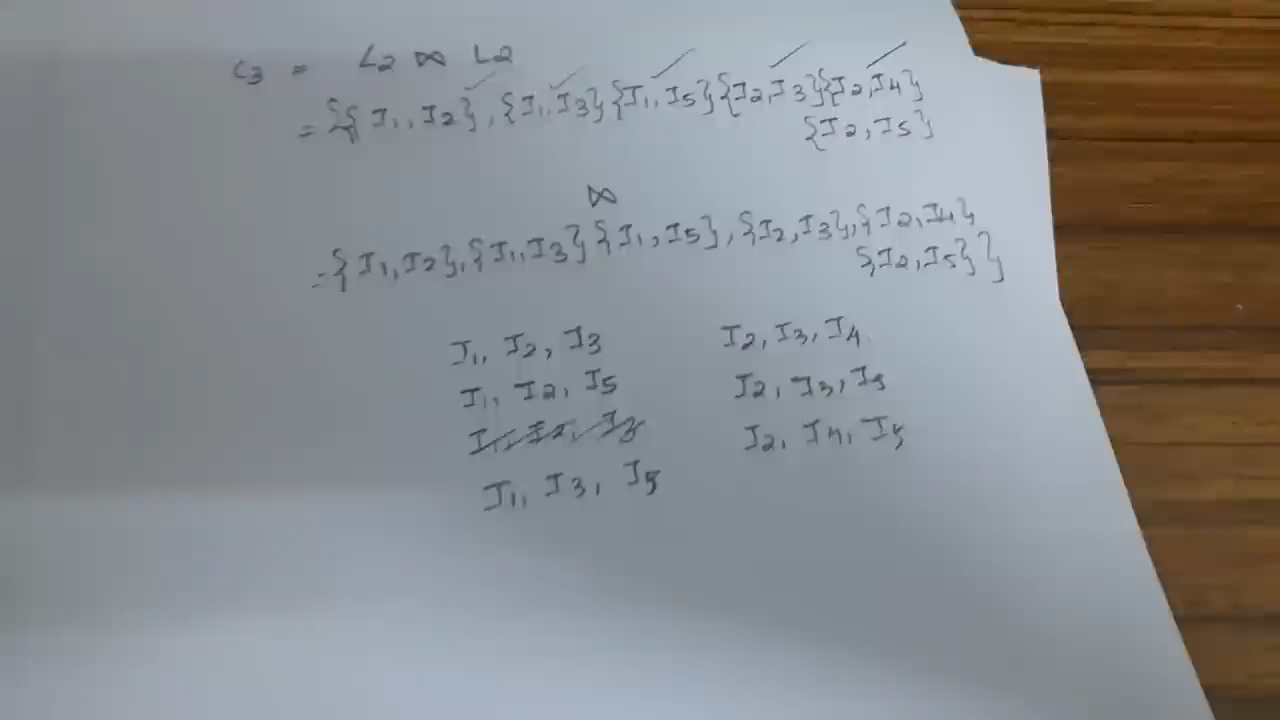 C3 = L2 ⋈ L2
= {{I1, I2}, {I1, I3} {I1, I5} {I2, I3} {I2, I4}
{I2, I5}
⋈
= {I1, I2}, {I1, I3} {I1, I5}, {I2, I3}, {I2, I4}
{I2, I5}}
I1, I2, I3
I1, I2, I5
I1, I3, I5
I2, I3, I4
I2, I3, I5
I2, I4, I5